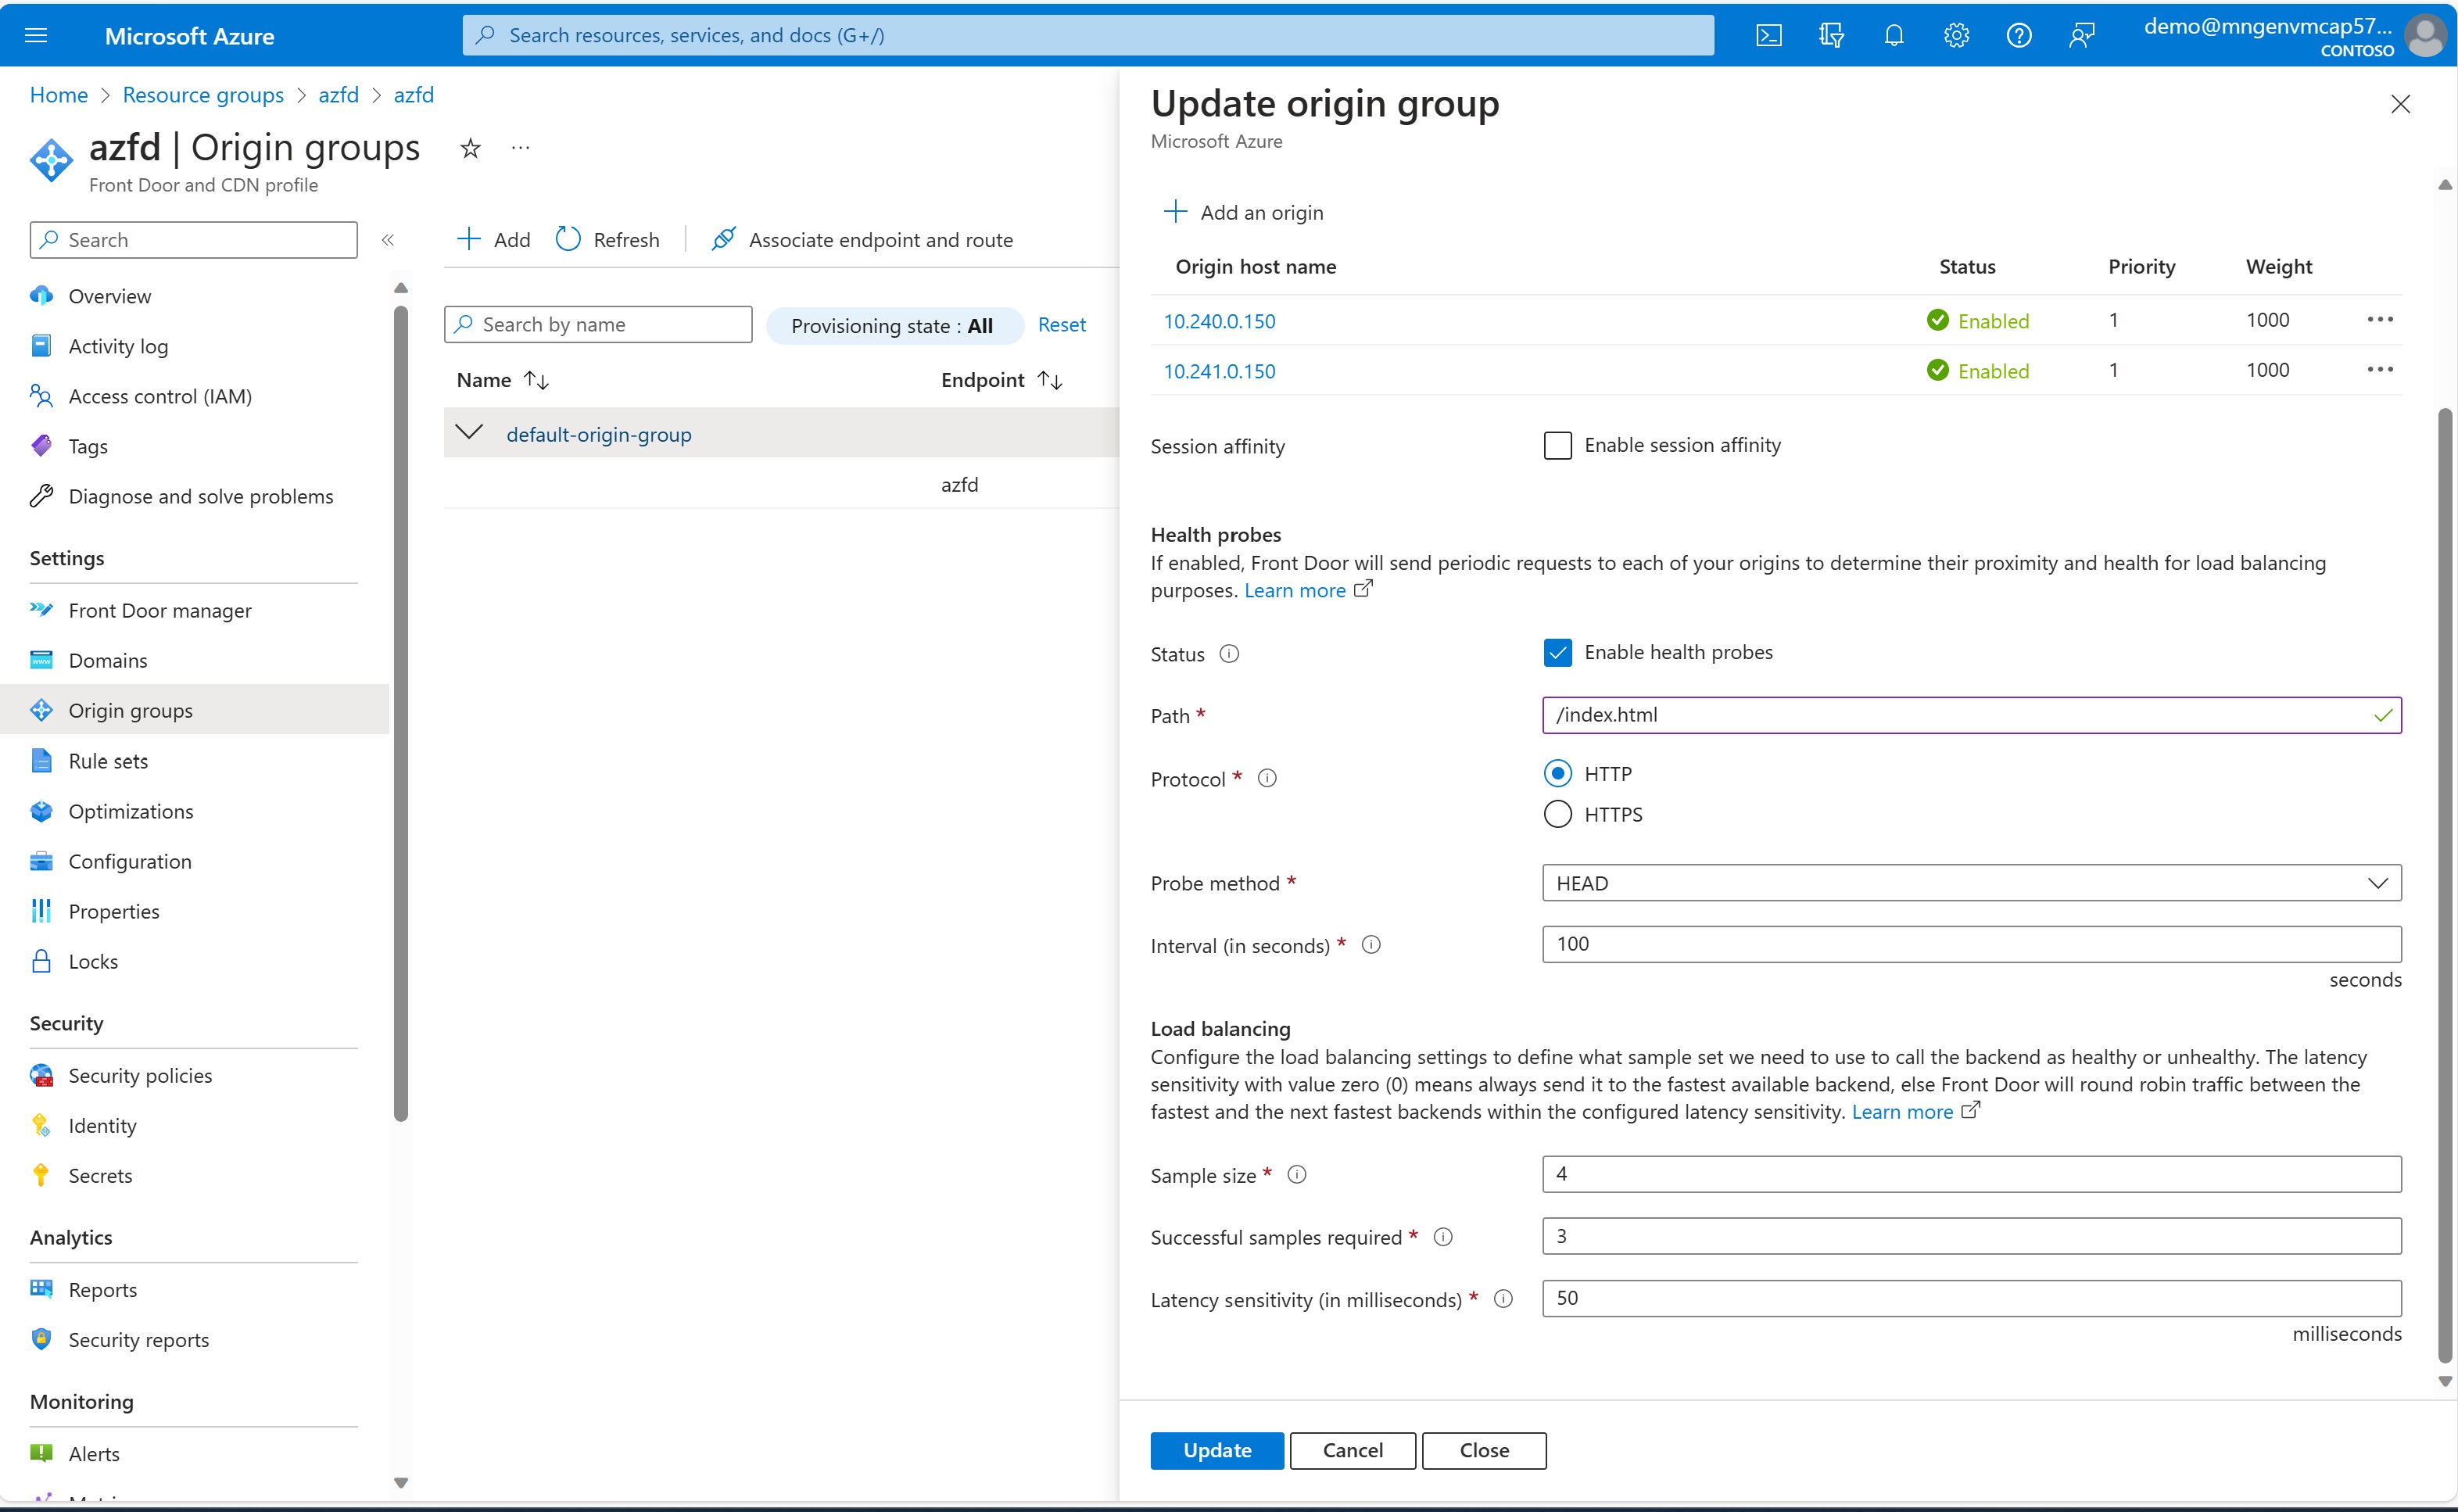 Microsoft Azure
Search resources, services, and docs (G+/)
demo@mngenvmcap57...
CONTOSO
Home > Resource groups > azfd > azfd
azfd | Origin groups
Front Door and CDN profile
Search
Overview
Activity log
Access control (IAM)
Tags
Diagnose and solve problems
Settings
Front Door manager
Domains
Origin groups
Rule sets
Optimizations
Configuration
Properties
Locks
Security
Security policies
Identity
Secrets
Analytics
Reports
Security reports
Monitoring
Alerts
Add
Refresh
Associate endpoint and route
Search by name
Provisioning state : All
Reset
Name
Endpoint
default-origin-group
azfd
Update origin group
Microsoft Azure
Add an origin
Origin host name Status Priority Weight
10.240.0.150 Enabled 1 1000
10.241.0.150 Enabled 1 1000
Session affinity
Enable session affinity
Health probes
If enabled, Front Door will send periodic requests to each of your origins to determine their proximity and health for load balancing
purposes. Learn more
Status
Enable health probes
Path *
/index.html
Protocol *
HTTP
HTTPS
Probe method *
HEAD
Interval (in seconds) *
100
seconds
Load balancing
Configure the load balancing settings to define what sample set we need to use to call the backend as healthy or unhealthy. The latency
sensitivity with value zero (0) means always send it to the fastest available backend, else Front Door will round robin traffic between the
fastest and the next fastest backends within the configured latency sensitivity. Learn more
Sample size *
4
Successful samples required *
3
Latency sensitivity (in milliseconds) *
50
milliseconds
Update
Cancel
Close